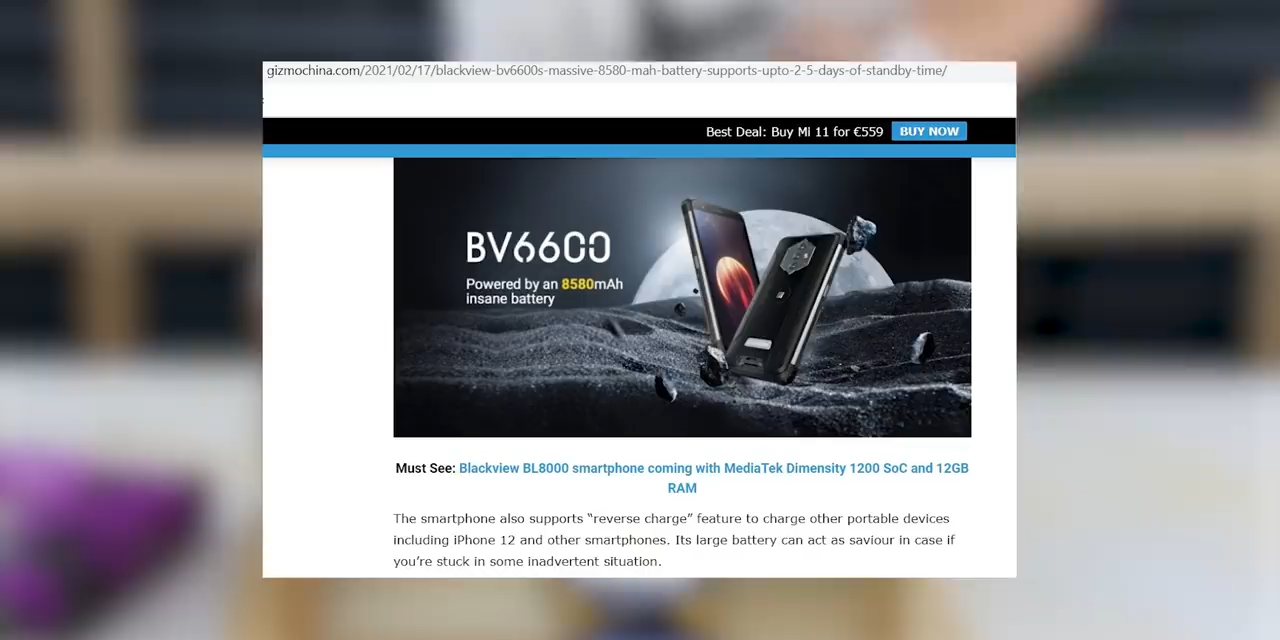 gizmochina.com/2021/02/17/blackview-bv6600s-massive-8580-mah-battery-supports-upto-2-5-days-of-standby-time/
Best Deal: Buy Mi 11 for €559 BUY NOW
BV6600
Powered by an 8580mAh
insane battery
Must See: Blackview BL8000 smartphone coming with MediaTek Dimensity 1200 SoC and 12GB
RAM
The smartphone also supports “reverse charge” feature to charge other portable devices
including iPhone 12 and other smartphones. Its large battery can act as saviour in case if
you’re stuck in some inadvertent situation.